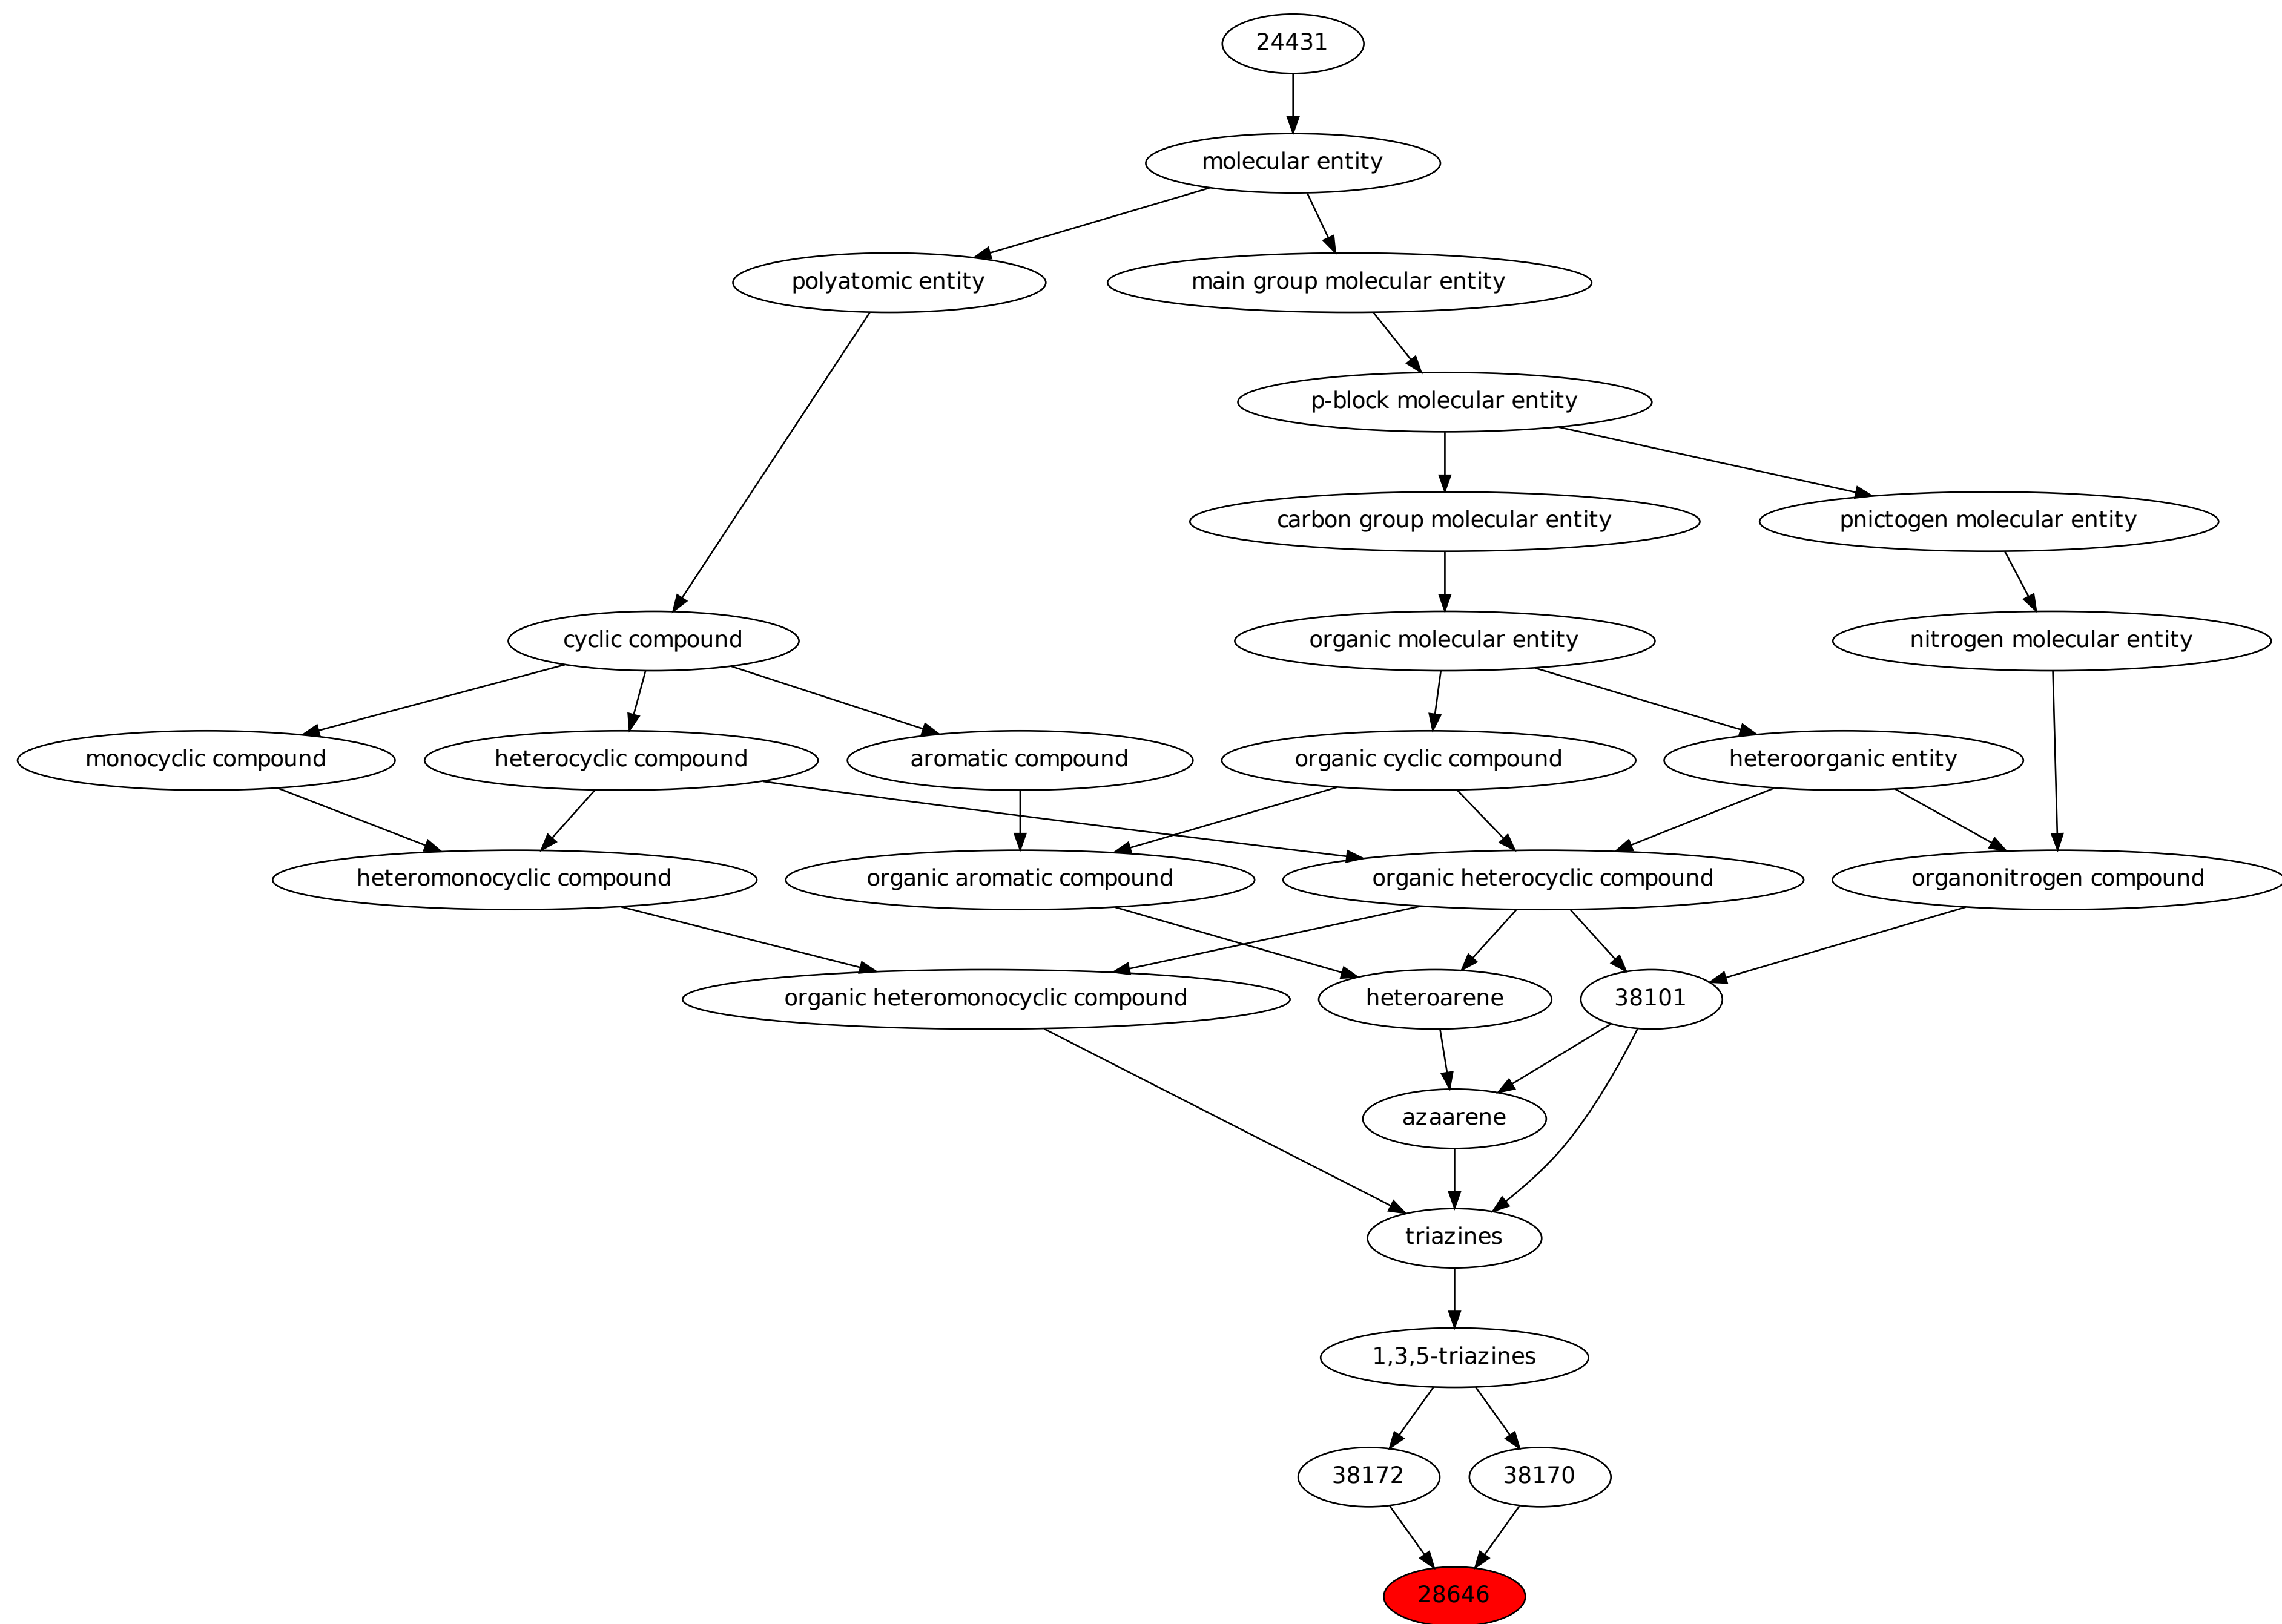 24431
molecular entity
polyatomic entity
main group molecular entity
p-block molecular entity
carbon group molecular entity
pnictogen molecular entity
cyclic compound
organic molecular entity
nitrogen molecular entity
monocyclic compound
heterocyclic compound
aromatic compound
organic cyclic compound
heteroorganic entity
heteromonocyclic compound
organic aromatic compound
organic heterocyclic compound
organonitrogen compound
organic heteromonocyclic compound
heteroarene
38101
azaarene
triazines
1,3,5-triazines
38172
38170
28646